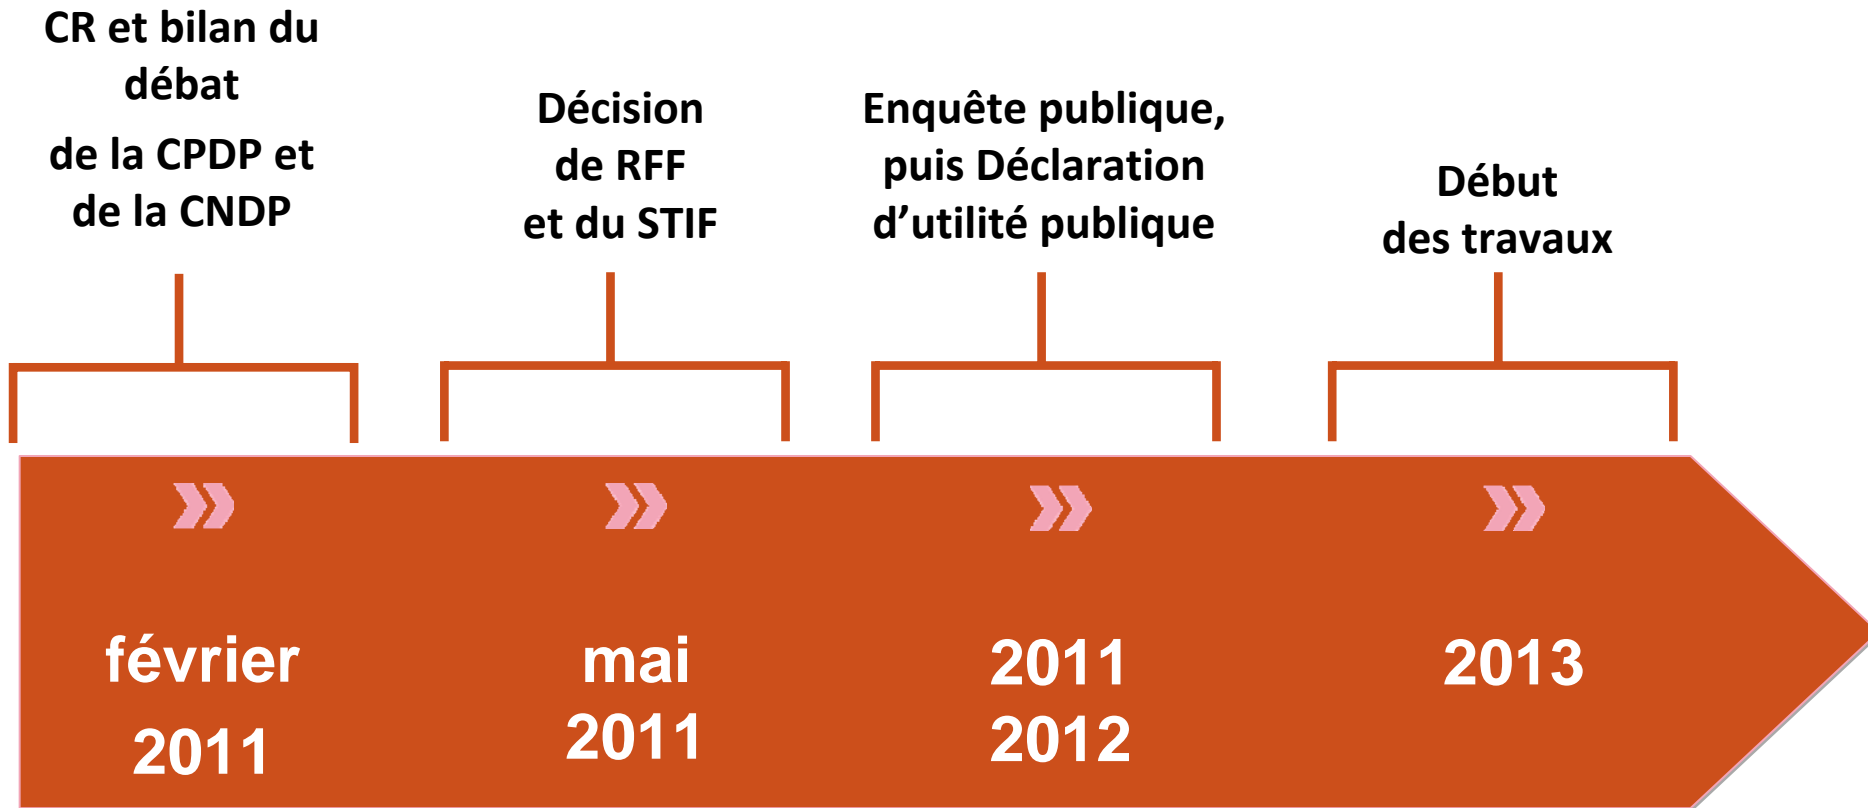 CR et bilan du
débat
de la CPDP et
de la CNDP
Décision
de RFF
et du STIF
Enquête publique,
puis Déclaration
d’utilité publique
Début
des travaux
février
2011
mai
2011
2011
2012
2013